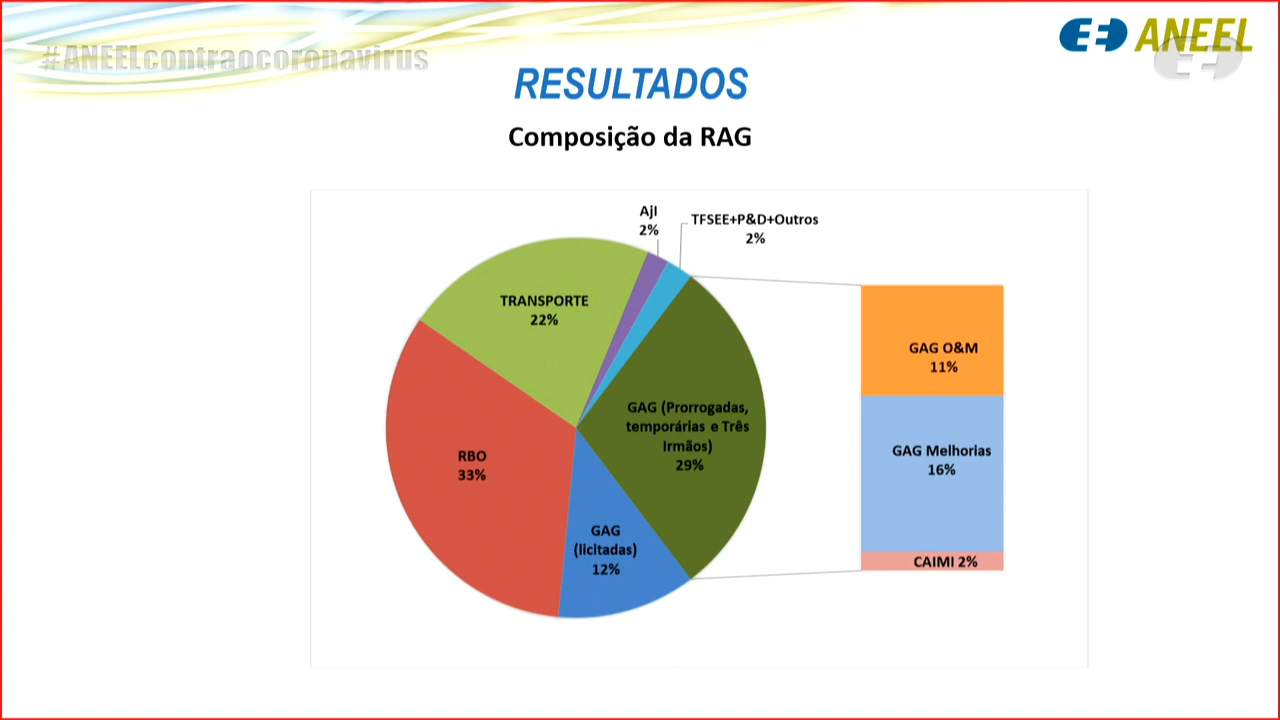 #ANEELcontraocoronavirus
ANEEL
RESULTADOS
Composição da RAG
AjI
2%
TFSEE+P&D+Outros
2%
TRANSPORTE
22%
GAG (Prorrogadas,
temporárias e Três
Irmãos)
29%
RBO
33%
GAG
(licitadas)
12%
GAG O&M
11%
GAG Melhorias
16%
CAIMI 2%